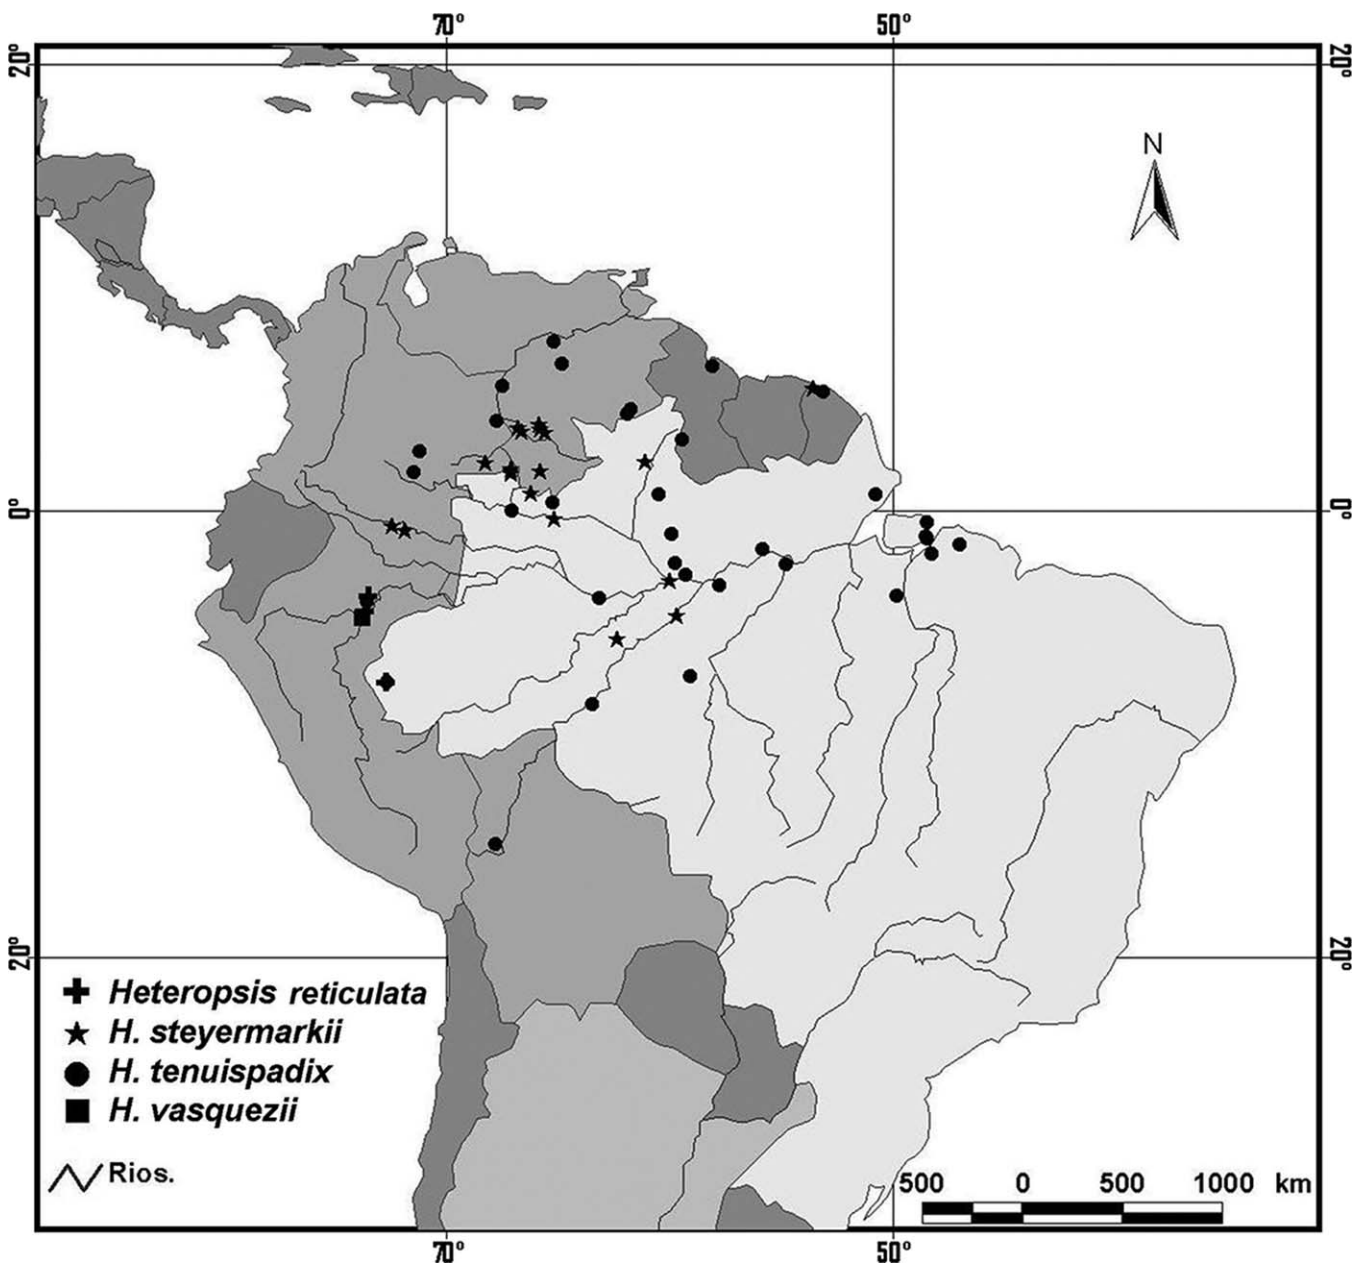 70° 50°
20° 20°
N
0° 0°
20° 20°
Heteropsis reticulata
H. steyermarkii
H. tenuispadix
H. vasquezii
Rios.
500 0 500 1000 km
70° 50°